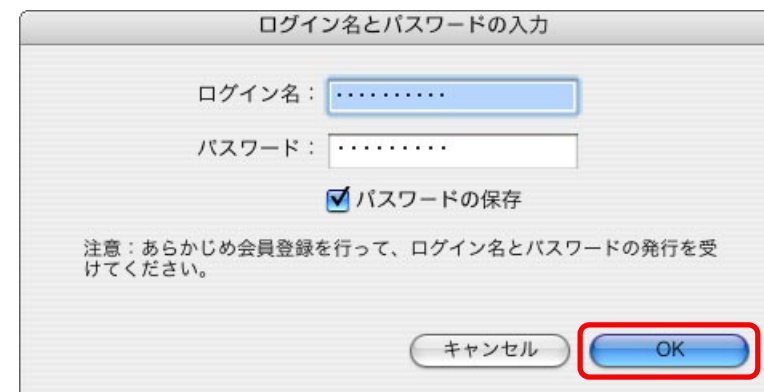 ログイン名とパスワードの入力
ログイン名： ··········
パスワード： ·········
パスワードの保存
注意：あらかじめ会員登録を行って、ログイン名とパスワードの発行を受
けてください。
キャンセル OK